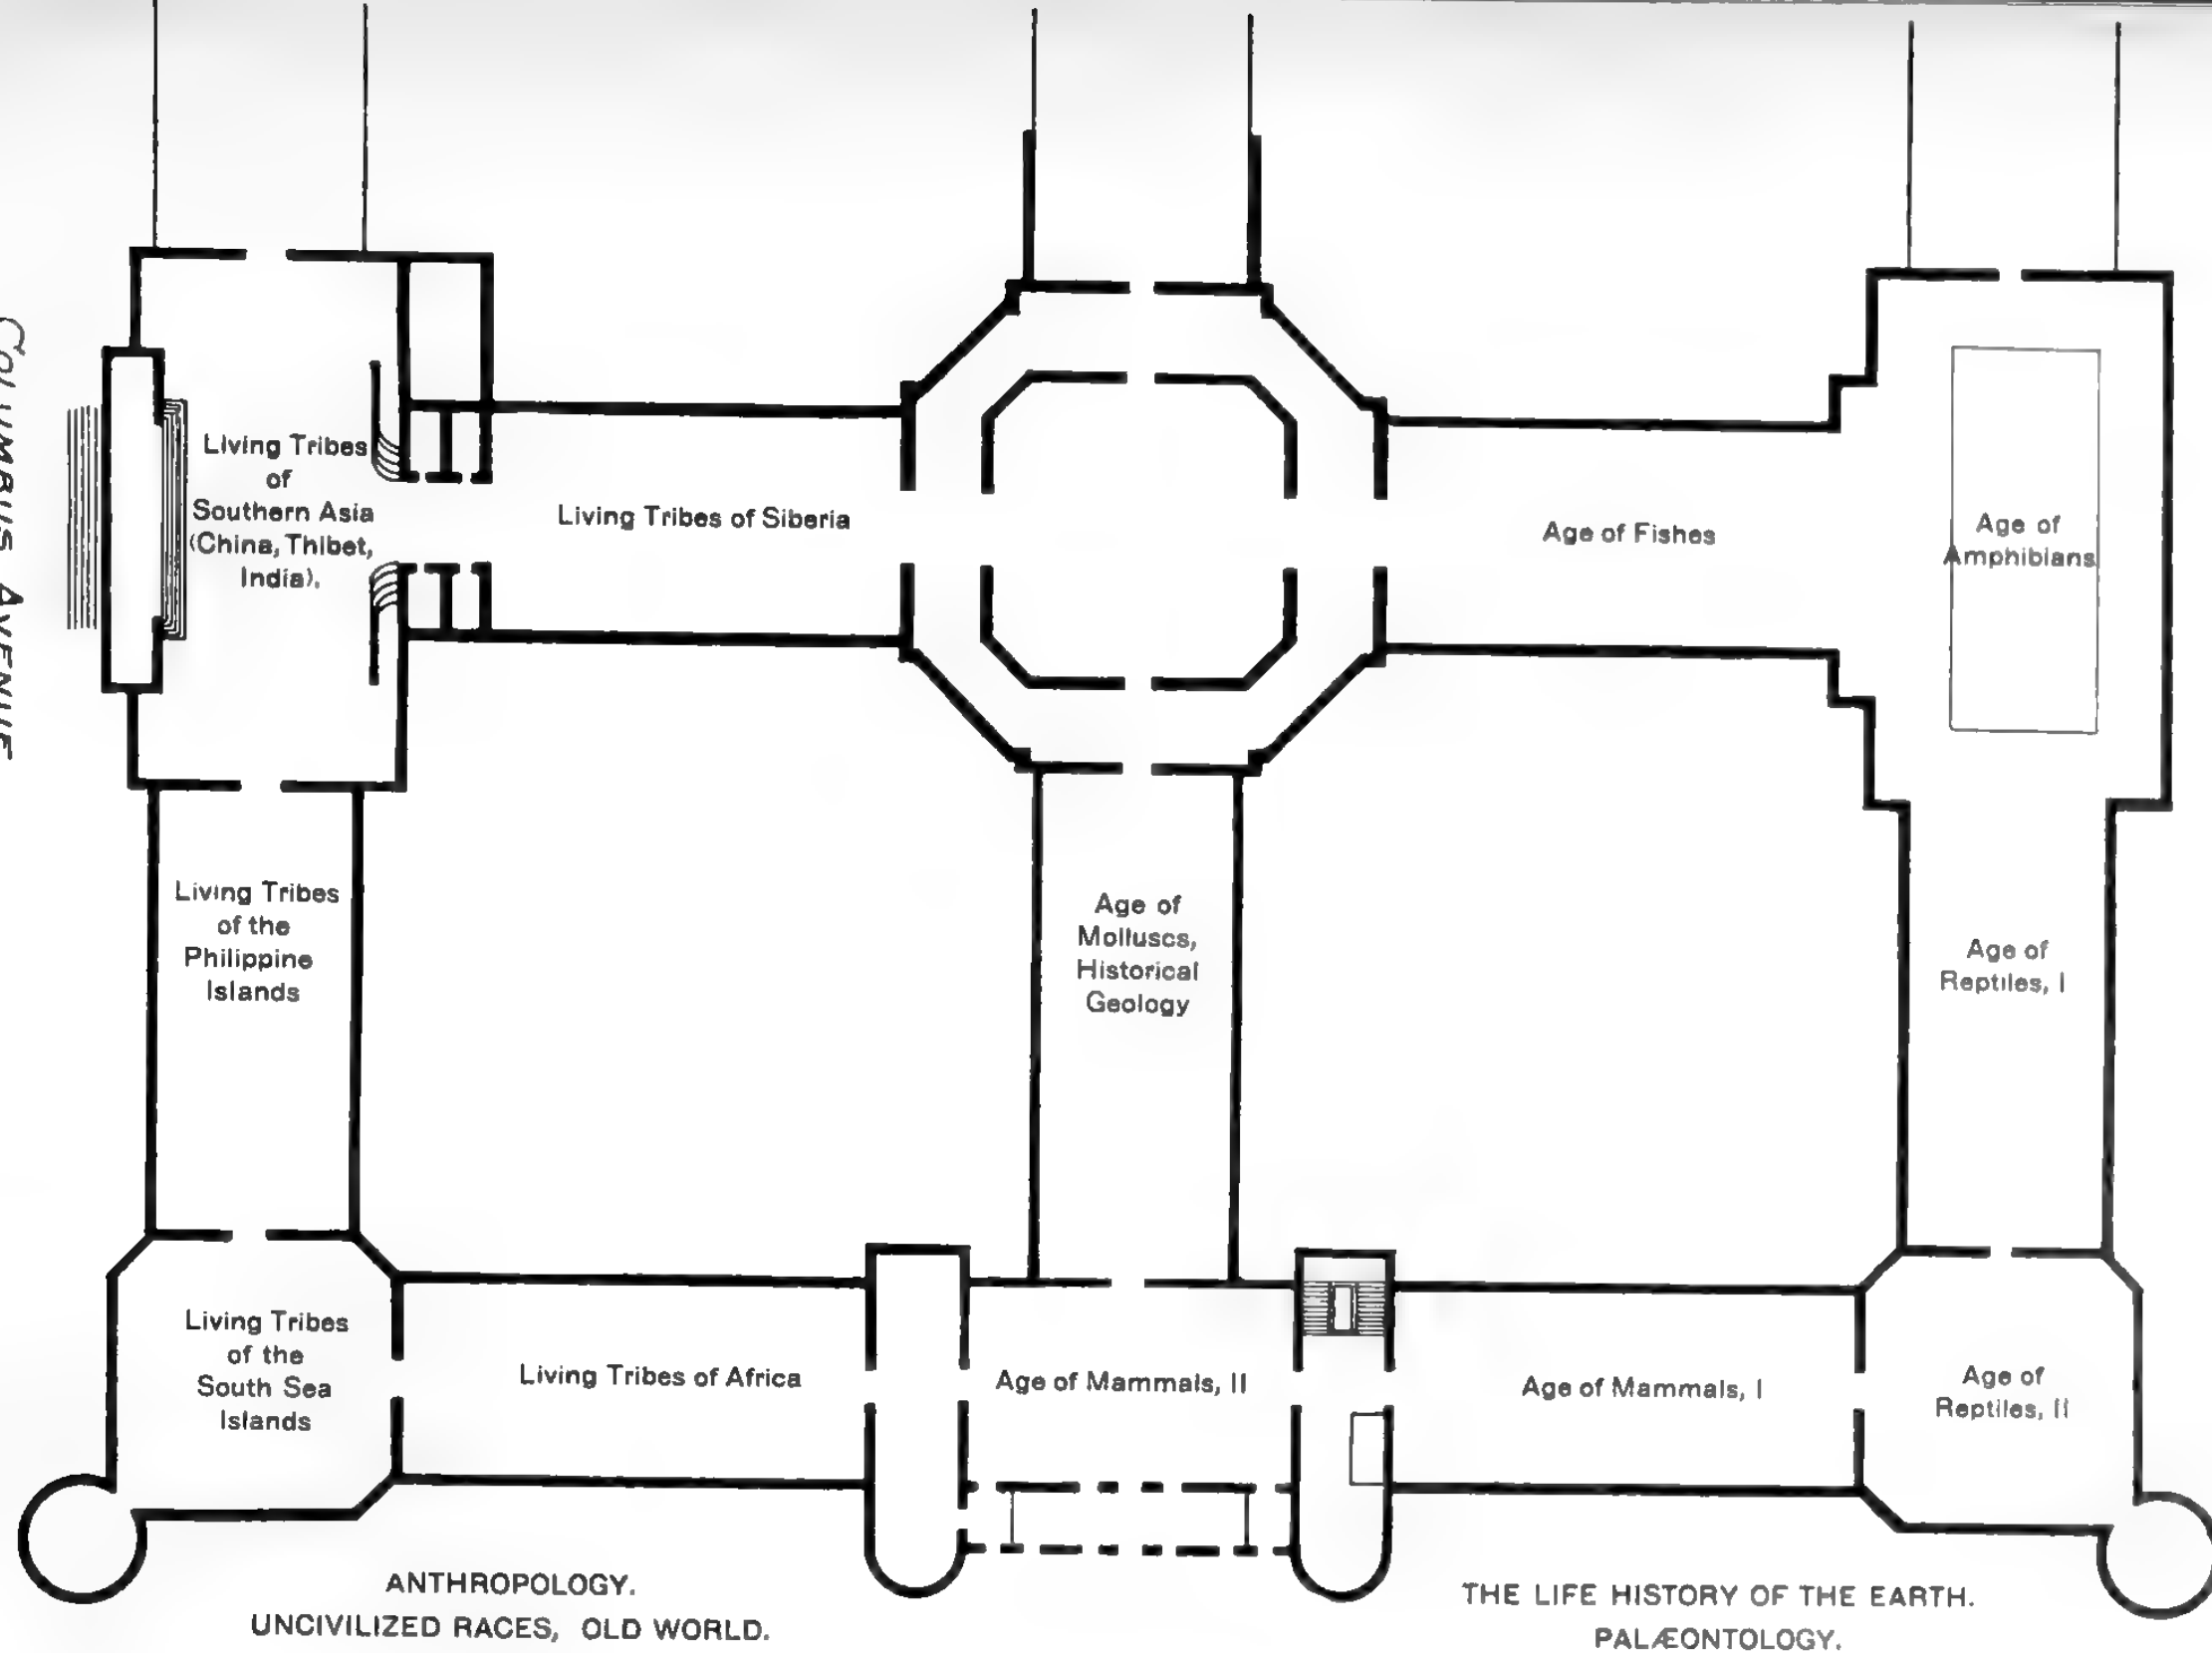 COLUMBUS AVENUE
Living Tribes
of
Southern Asia
(China, Thibet,
India).
Living Tribes of Siberia
Age of Fishes
Age of
Amphibians
Living Tribes
of the
Philippine
Islands
Age of
Molluscs,
Historical
Geology
Age of
Reptiles, I
Living Tribes
of the
South Sea
Islands
Living Tribes of Africa
Age of Mammals, II
Age of Mammals, I
Age of
Reptiles, II
ANTHROPOLOGY.
UNCIVILIZED RACES, OLD WORLD.
THE LIFE HISTORY OF THE EARTH.
PALÆONTOLOGY.